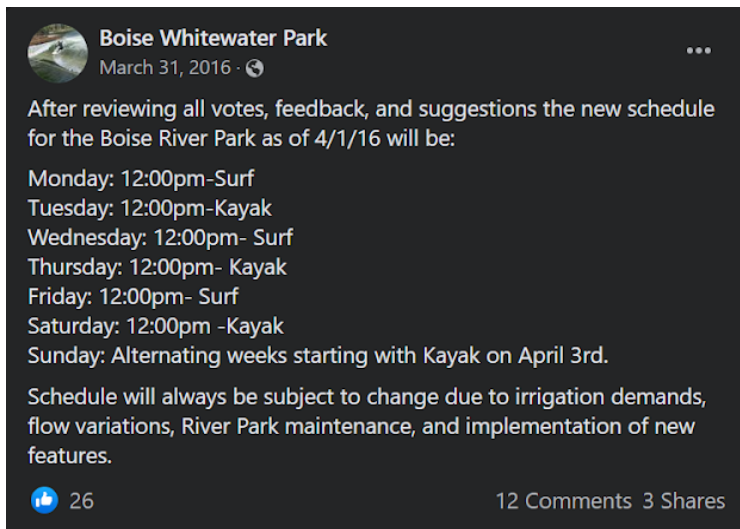 Boise Whitewater Park
March 31, 2016 ·
After reviewing all votes, feedback, and suggestions the new schedule
for the Boise River Park as of 4/1/16 will be:
Monday: 12:00pm-Surf
Tuesday: 12:00pm-Kayak
Wednesday: 12:00pm- Surf
Thursday: 12:00pm- Kayak
Friday: 12:00pm- Surf
Saturday: 12:00pm -Kayak
Sunday: Alternating weeks starting with Kayak on April 3rd.
Schedule will always be subject to change due to irrigation demands,
flow variations, River Park maintenance, and implementation of new
features.
26 12 Comments 3 Shares